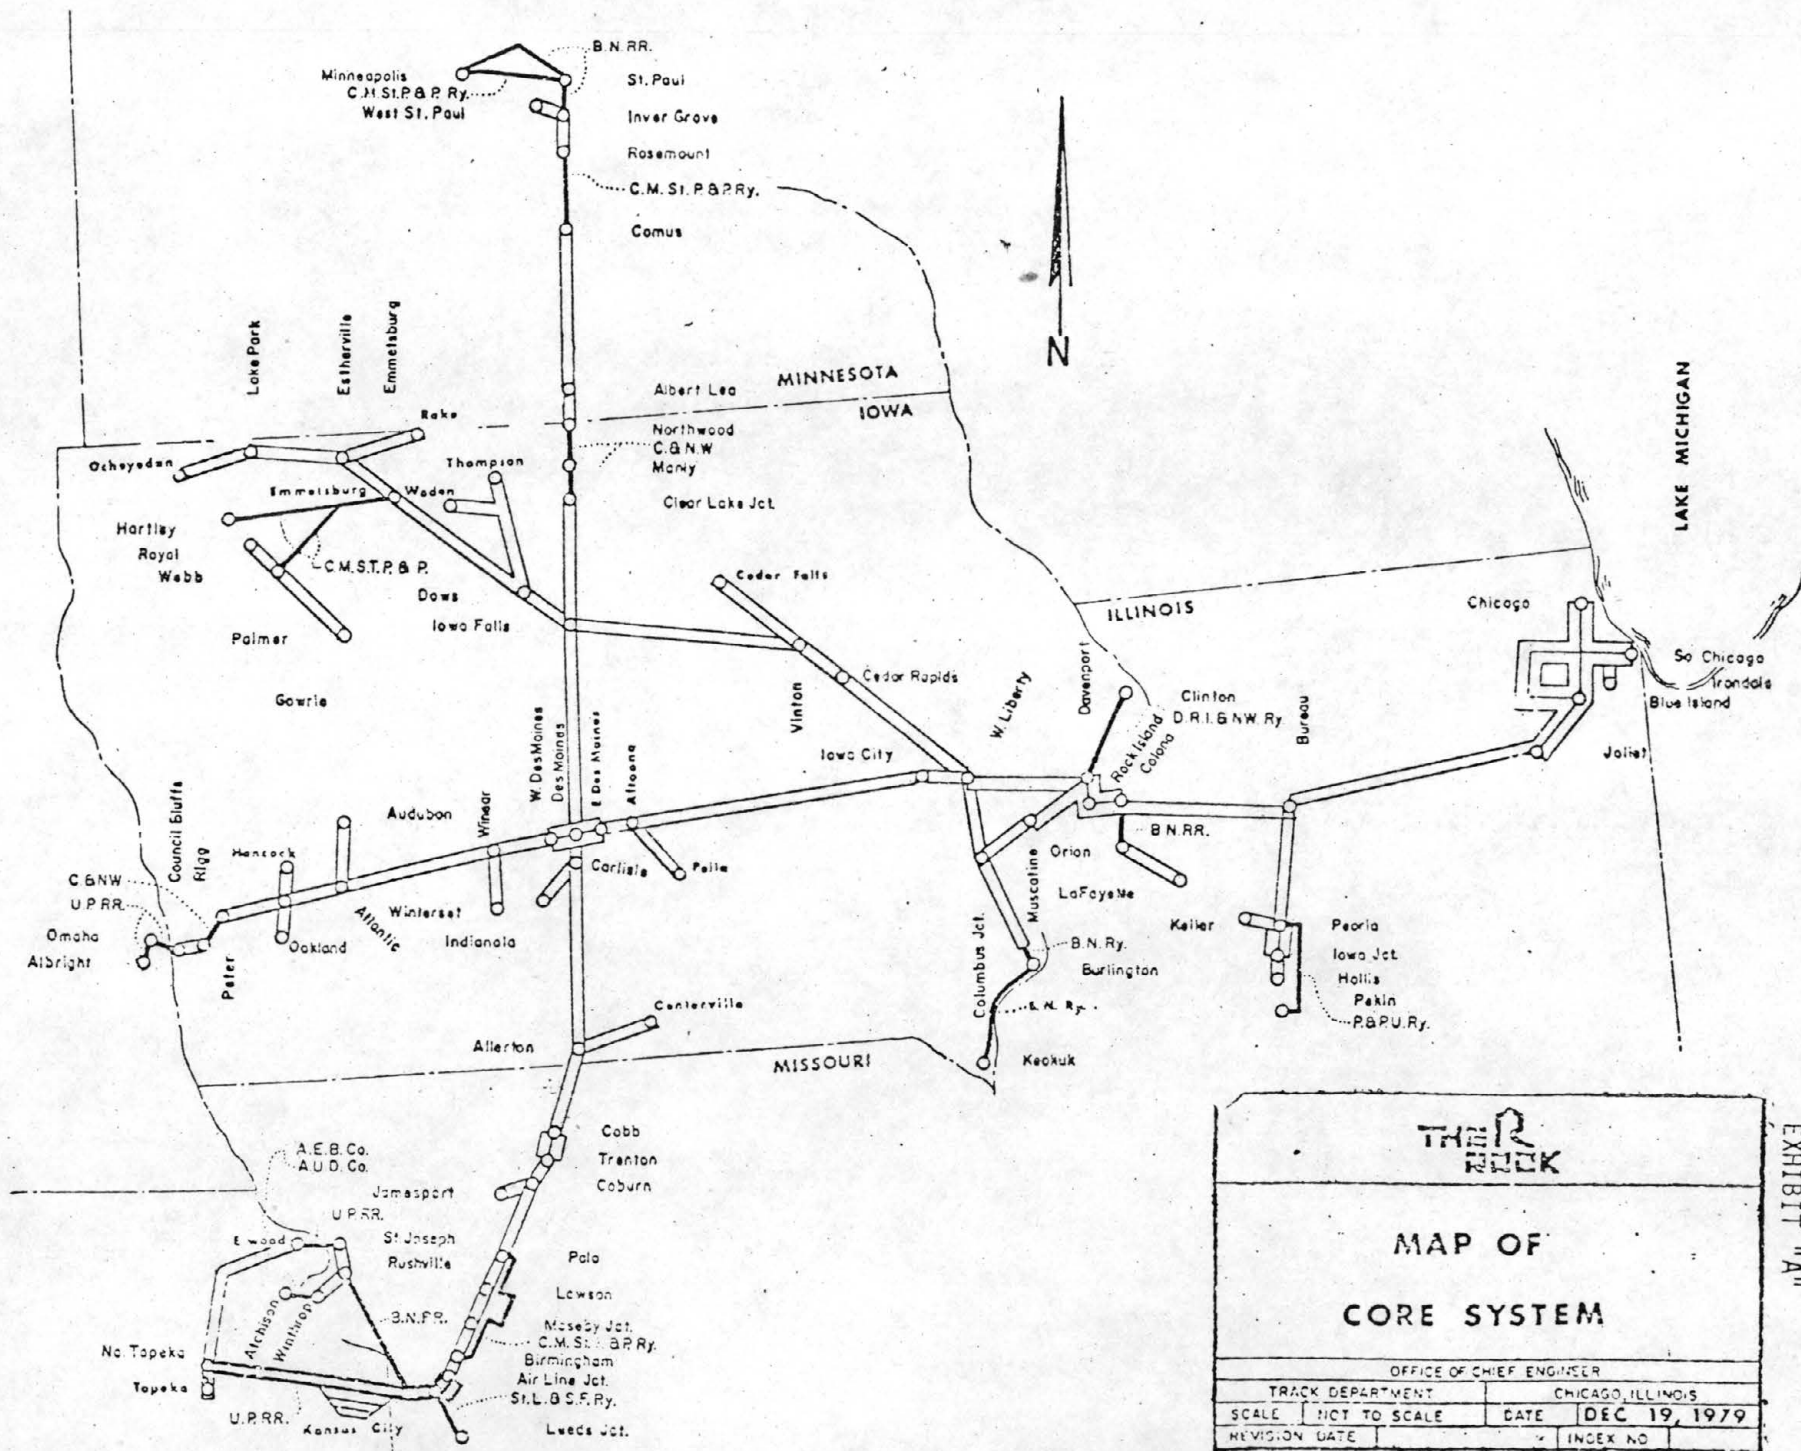 B.N.RR.
Minneapolis
C.M.St.P.&P. Ry.
West St. Paul
St. Paul
Inver Grove
Rosemount
C.M. St. P. & P. Ry.
Comus
N
Lake Park
Estherville
Emmetsburg
Albert Lea
MINNESOTA
IOWA
Rake
Northwood
C.& N.W
Manly
Clear Lake Jct.
Ocheyedan
Thompson
Emmetsburg
Woden
Hartley
Royal
Webb
C.M.S.T.P. & P.
Dows
Iowa Falls
Palmer
Gowrie
Cedar Falls
ILLINOIS
LAKE MICHIGAN
Chicago
So Chicago
Irondale
Blue Island
Joliet
Cedar Rapids
Vinton
Iowa City
W. Liberty
Davenport
Clinton
D.R.I.& NW. Ry.
Rock Island
Colona
Bureau
W. DesMoines
Des Moines
E. Des Moines
Altoona
Council Bluffs
Rigg
Hancock
Audubon
Winear
Carlisle
Pella
B.N.RR.
Orion
LaFayette
Muscatine
C.&NW
U.P.RR.
Omaha
Albright
Peter
Oakland
Atlantic
Winterset
Indianola
Columbus Jct.
B.N. Ry.
Burlington
Keller
Peoria
Iowa Jct.
Hollis
Pekin
P.& P.U. Ry.
Centerville
Allerton
MISSOURI
Keokuk
Cobb
Trenton
Coburn
A.E.B. Co.
A.U.D. Co.
Jamesport
U.P.RR.
St. Joseph
Rushville
Polo
Lawson
Moseby Jct.
Birmingham
Air Line Jct.
St. L. & S.F. Ry.
Leeds Jct.
B.N.RR.
Atchison
Winthrop
No. Topeka
Topeka
U.P. RR.
Kansas City
THE ROCK
MAP OF
CORE SYSTEM
OFFICE OF CHIEF ENGINEER
TRACK DEPARTMENT CHICAGO, ILLINOIS
SCALE NOT TO SCALE DATE DEC 19, 1979
REVISION DATE INDEX NO
EXHIBIT "A"